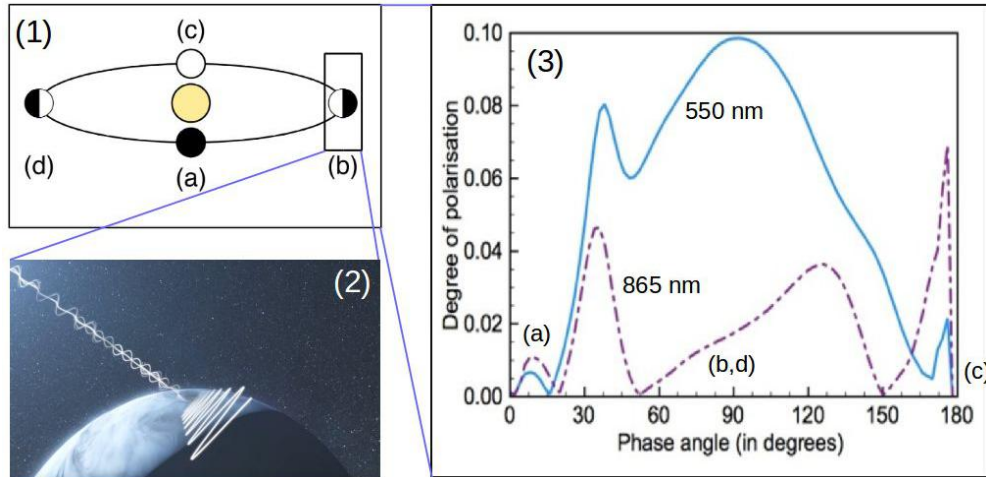 (1)
(c)
(d)
(a)
(b)
(2)
(3)
Degree of polarisation
0.10
0.08
0.06
0.04
0.02
0.00
550 nm
865 nm
(a)
(b,d)
(c)
0 30 60 90 120 150 180
Phase angle (in degrees)